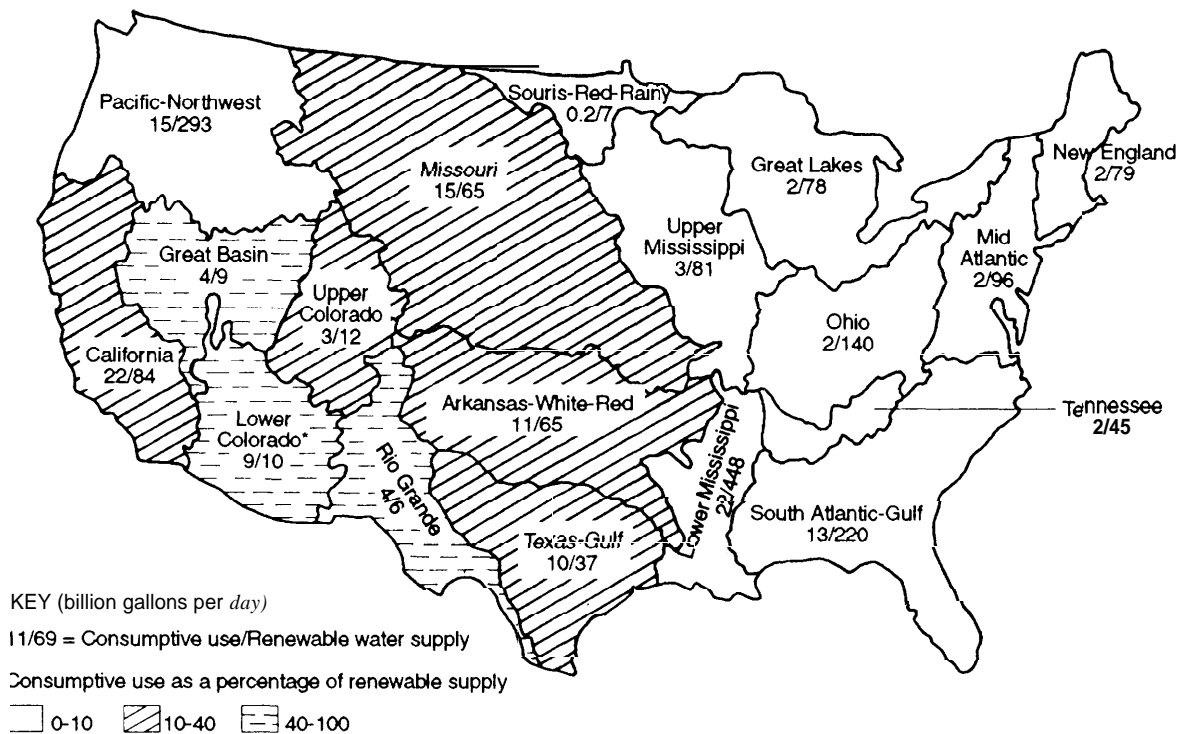 Pacific-Northwest
15/293
Souris-Red-Rainy
0.2/7
Missouri
15/65
Great Lakes
2/78
New England
2/79
Upper
Mississippi
3/81
Mid
Atlantic
2/96
Great Basin
4/9
Upper
Colorado
3/12
Ohio
2/140
California
22/84
Arkansas-White-Red
11/65
Lower
Colorado*
9/10
Tennessee
2/45
Rio Grande
4/6
Lower Mississippi
/448
South Atlantic-Gulf
13/220
Texas-Gulf
10/37
KEY (billion gallons per day)
11/69 = Consumptive use/Renewable water supply
Consumptive use as a percentage of renewable supply
0-10 10-40 40-100